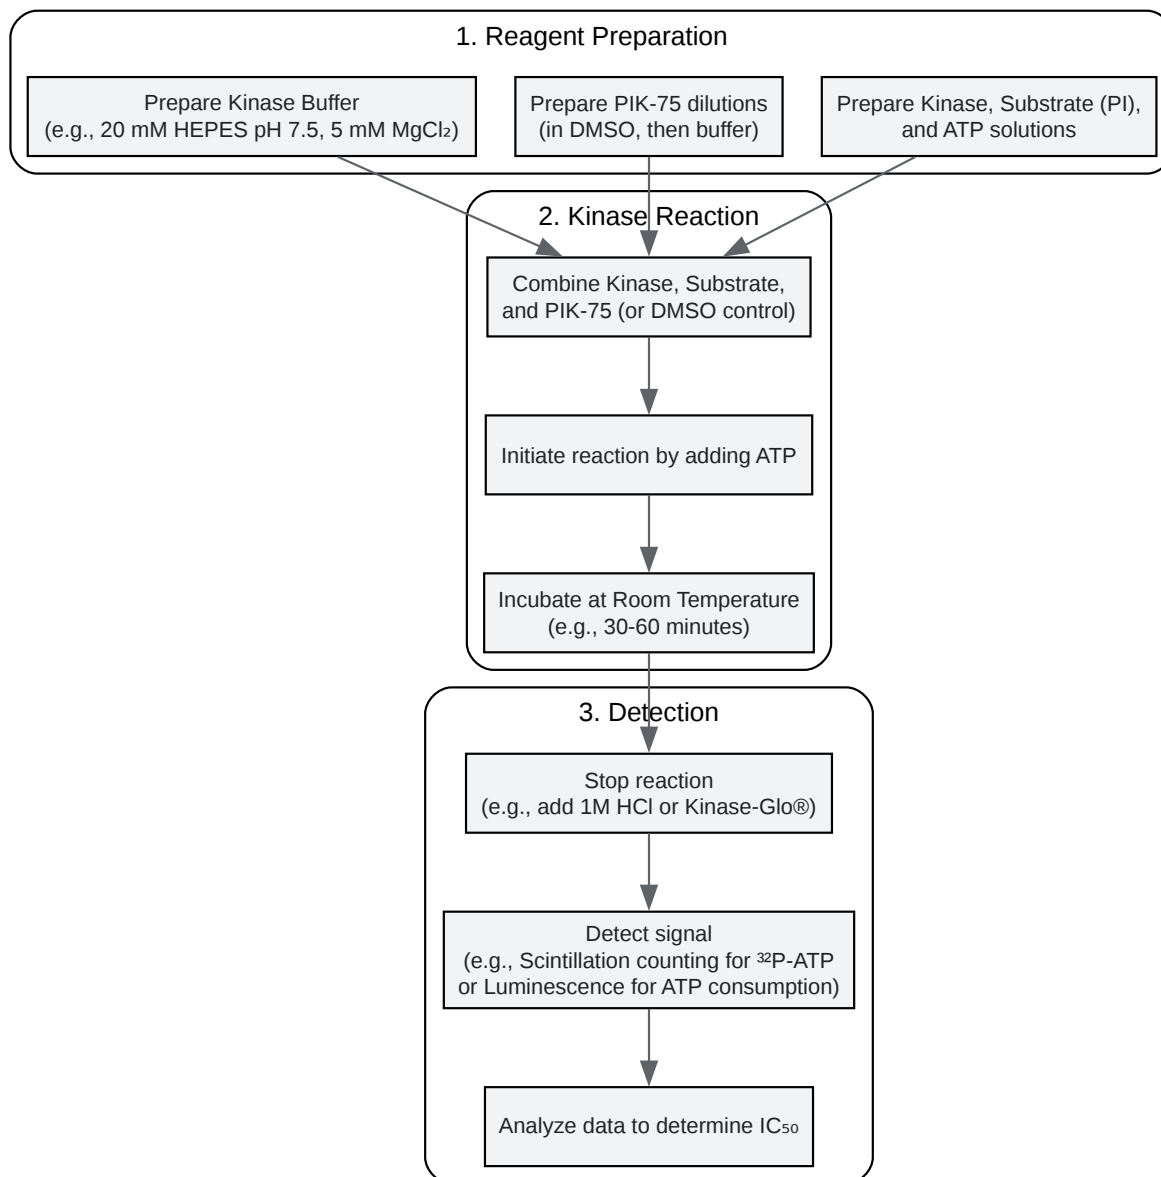 1. Reagent Preparation
Prepare Kinase Buffer
(e.g., 20 mM HEPES pH 7.5, 5 mM MgCl₂)
Prepare PIK-75 dilutions
(in DMSO, then buffer)
Prepare Kinase, Substrate (PI),
and ATP solutions
2. Kinase Reaction
Combine Kinase, Substrate,
and PIK-75 (or DMSO control)
Initiate reaction by adding ATP
Incubate at Room Temperature
(e.g., 30-60 minutes)
3. Detection
Stop reaction
(e.g., add 1M HCl or Kinase-Glo®)
Detect signal
(e.g., Scintillation counting for ³²P-ATP
or Luminescence for ATP consumption)
Analyze data to determine IC₅₀